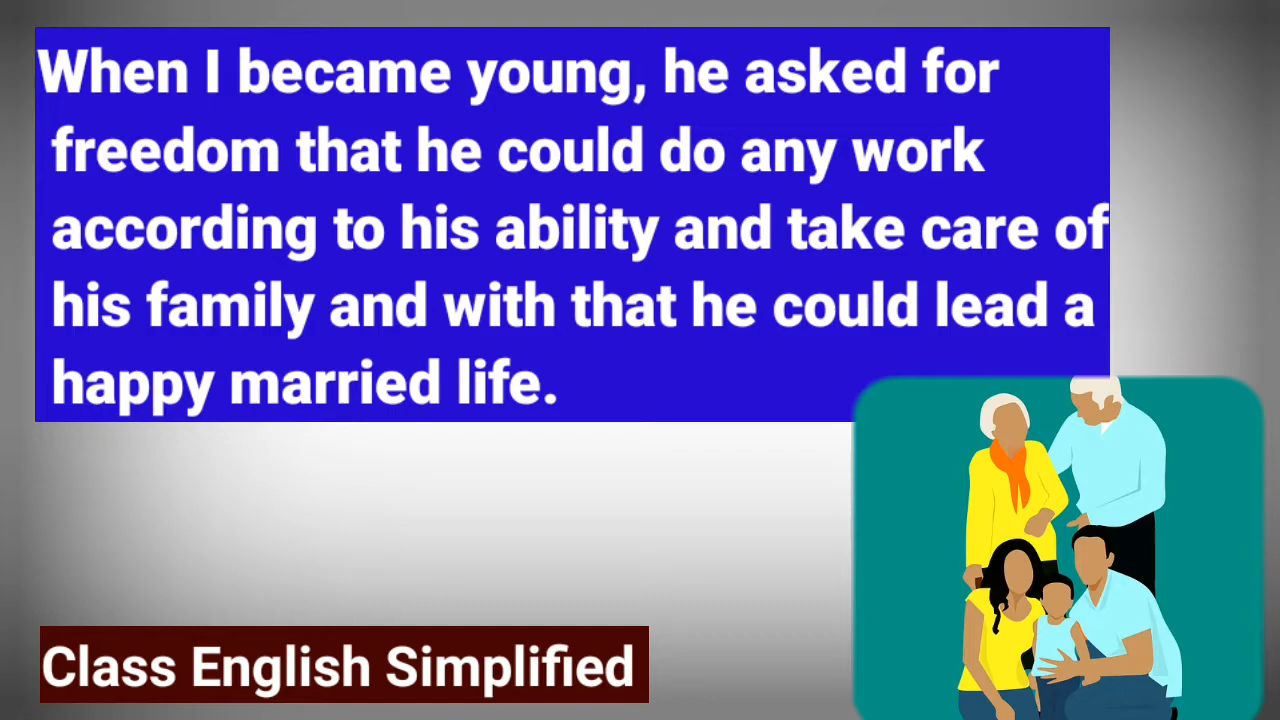 When I became young, he asked for
freedom that he could do any work
according to his ability and take care of
his family and with that he could lead a
happy married life.
Class English Simplified